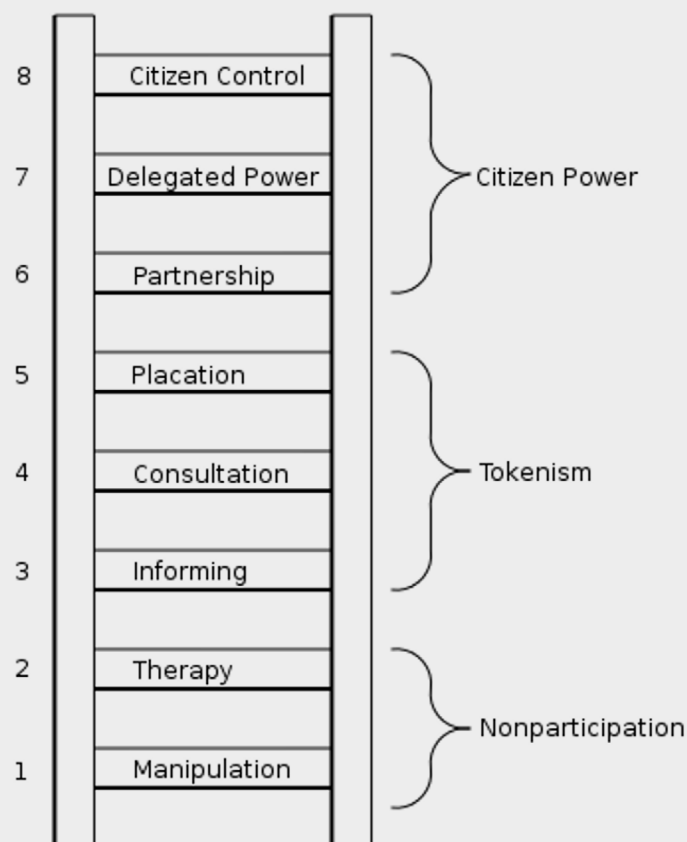 8 Citizen Control
7 Delegated Power
Citizen Power
6 Partnership
5 Placation
4 Consultation
Tokenism
3 Informing
2 Therapy
Nonparticipation
1 Manipulation